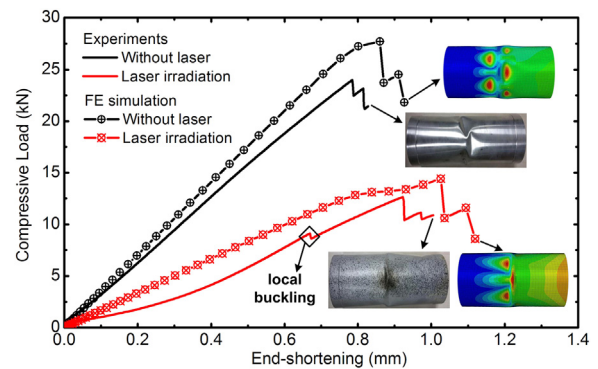 30
25
20
15
10
5
0
Compressive Load (kN)
Experiments
Without laser
Laser irradiation
FE simulation
Without laser
Laser irradiation
local
buckling
0.0 0.2 0.4 0.6 0.8 1.0 1.2 1.4
End-shortening (mm)